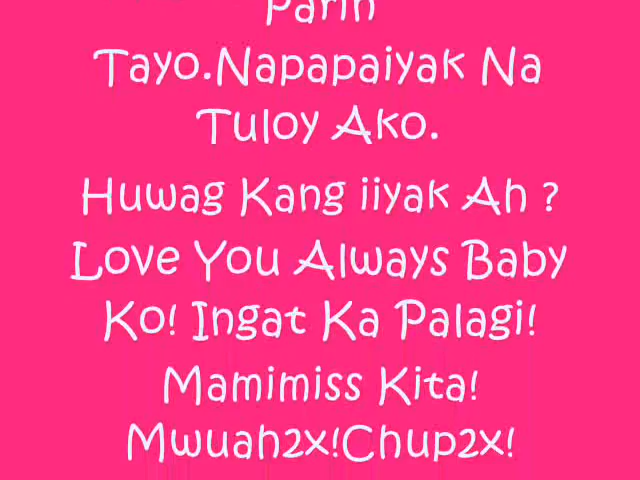 Parin
Tayo.Napapaiyak Na
Tuloy Ako.
Huwag Kang iiyak Ah ?
Love You Always Baby
Ko! Ingat Ka Palagi!
Mamimiss Kita!
Mwuah2x!Chup2x!